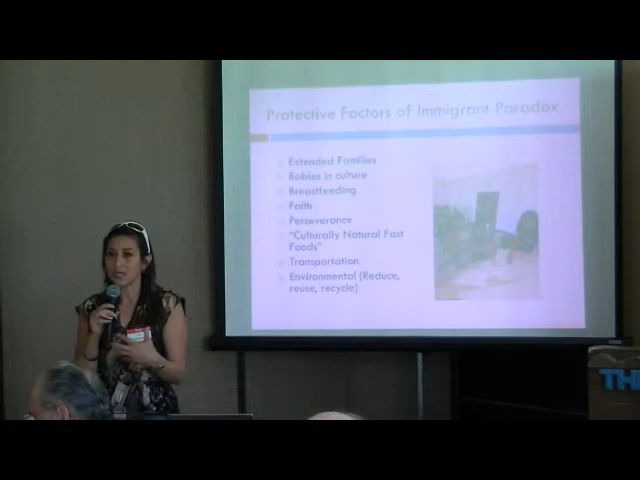 Protective Factors of Immigrant Paradox
Extended Families
Babies in culture
Breastfeeding
Faith
Perseverance
"Culturally Natural Fast
Foods"
Transportation
Environmental (Reduce,
reuse, recycle)
TH